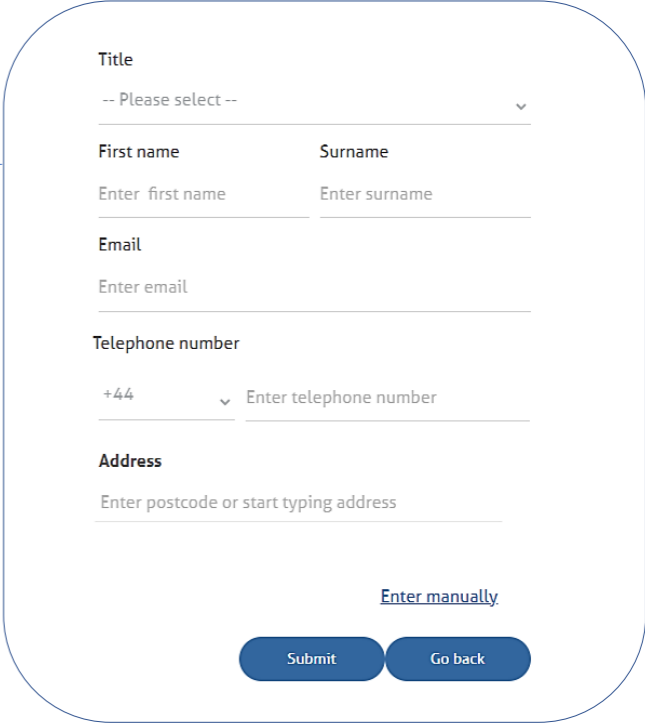 Title
-- Please select --
First name Surname
Enter first name Enter surname
Email
Enter email
Telephone number
+44 Enter telephone number
Address
Enter postcode or start typing address
Enter manually
Submit Go back